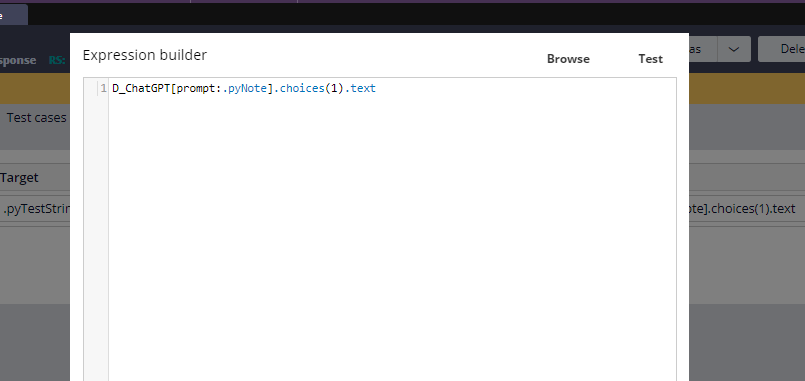 e
sponse RS:
Expression builder
Browse Test
as
Dele
1 D_ChatGPT[prompt:.pyNote].choices(1).text
Test cases
Target
.pyTestStrin
ote].choices(1).text